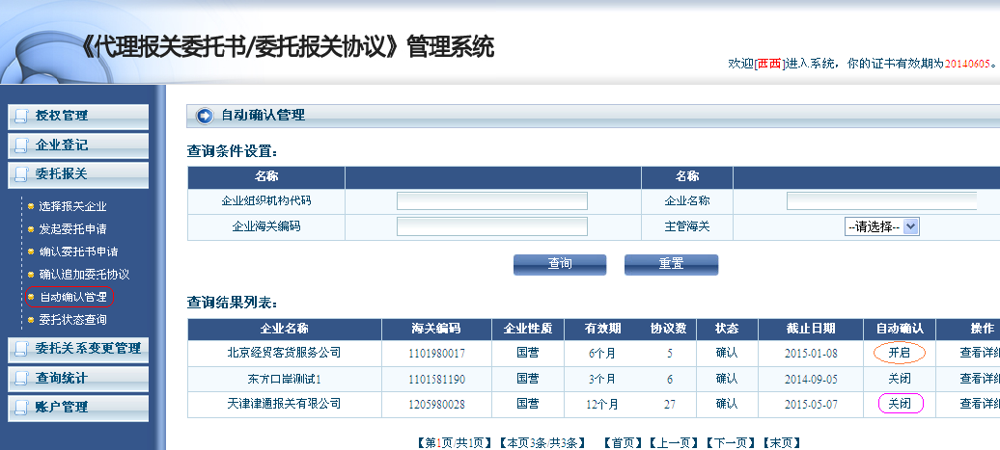 《代理报关委托书/委托报关协议》管理系统
欢迎[西西]进入系统，你的证书有效期为20140605。
授权管理
企业登记
委托报关
选择报关企业
发起委托申请
确认委托书申请
确认追加委托协议
自动确认管理
委托状态查询
委托关系变更管理
查询统计
账户管理
自动确认管理
查询条件设置：
名称 名称
企业组织机构代码 企业名称
企业海关编码 主管海关 --请选择--
查询 重置
查询结果列表：
企业名称 海关编码 企业性质 有效期 协议数 状态 截止日期 自动确认 操作
北京经贸客货服务公司 1101980017 国营 6个月 5 确认 2015-01-08 开启 查看详细
东方口岸测试1 1101581190 国营 3个月 6 确认 2014-09-05 关闭 查看详细
天津津通报关有限公司 1205980028 国营 12个月 27 确认 2015-05-07 关闭 查看详细
【第1页/共1页】【本页3条/共3条】 【首页】【上一页】【下一页】【末页】